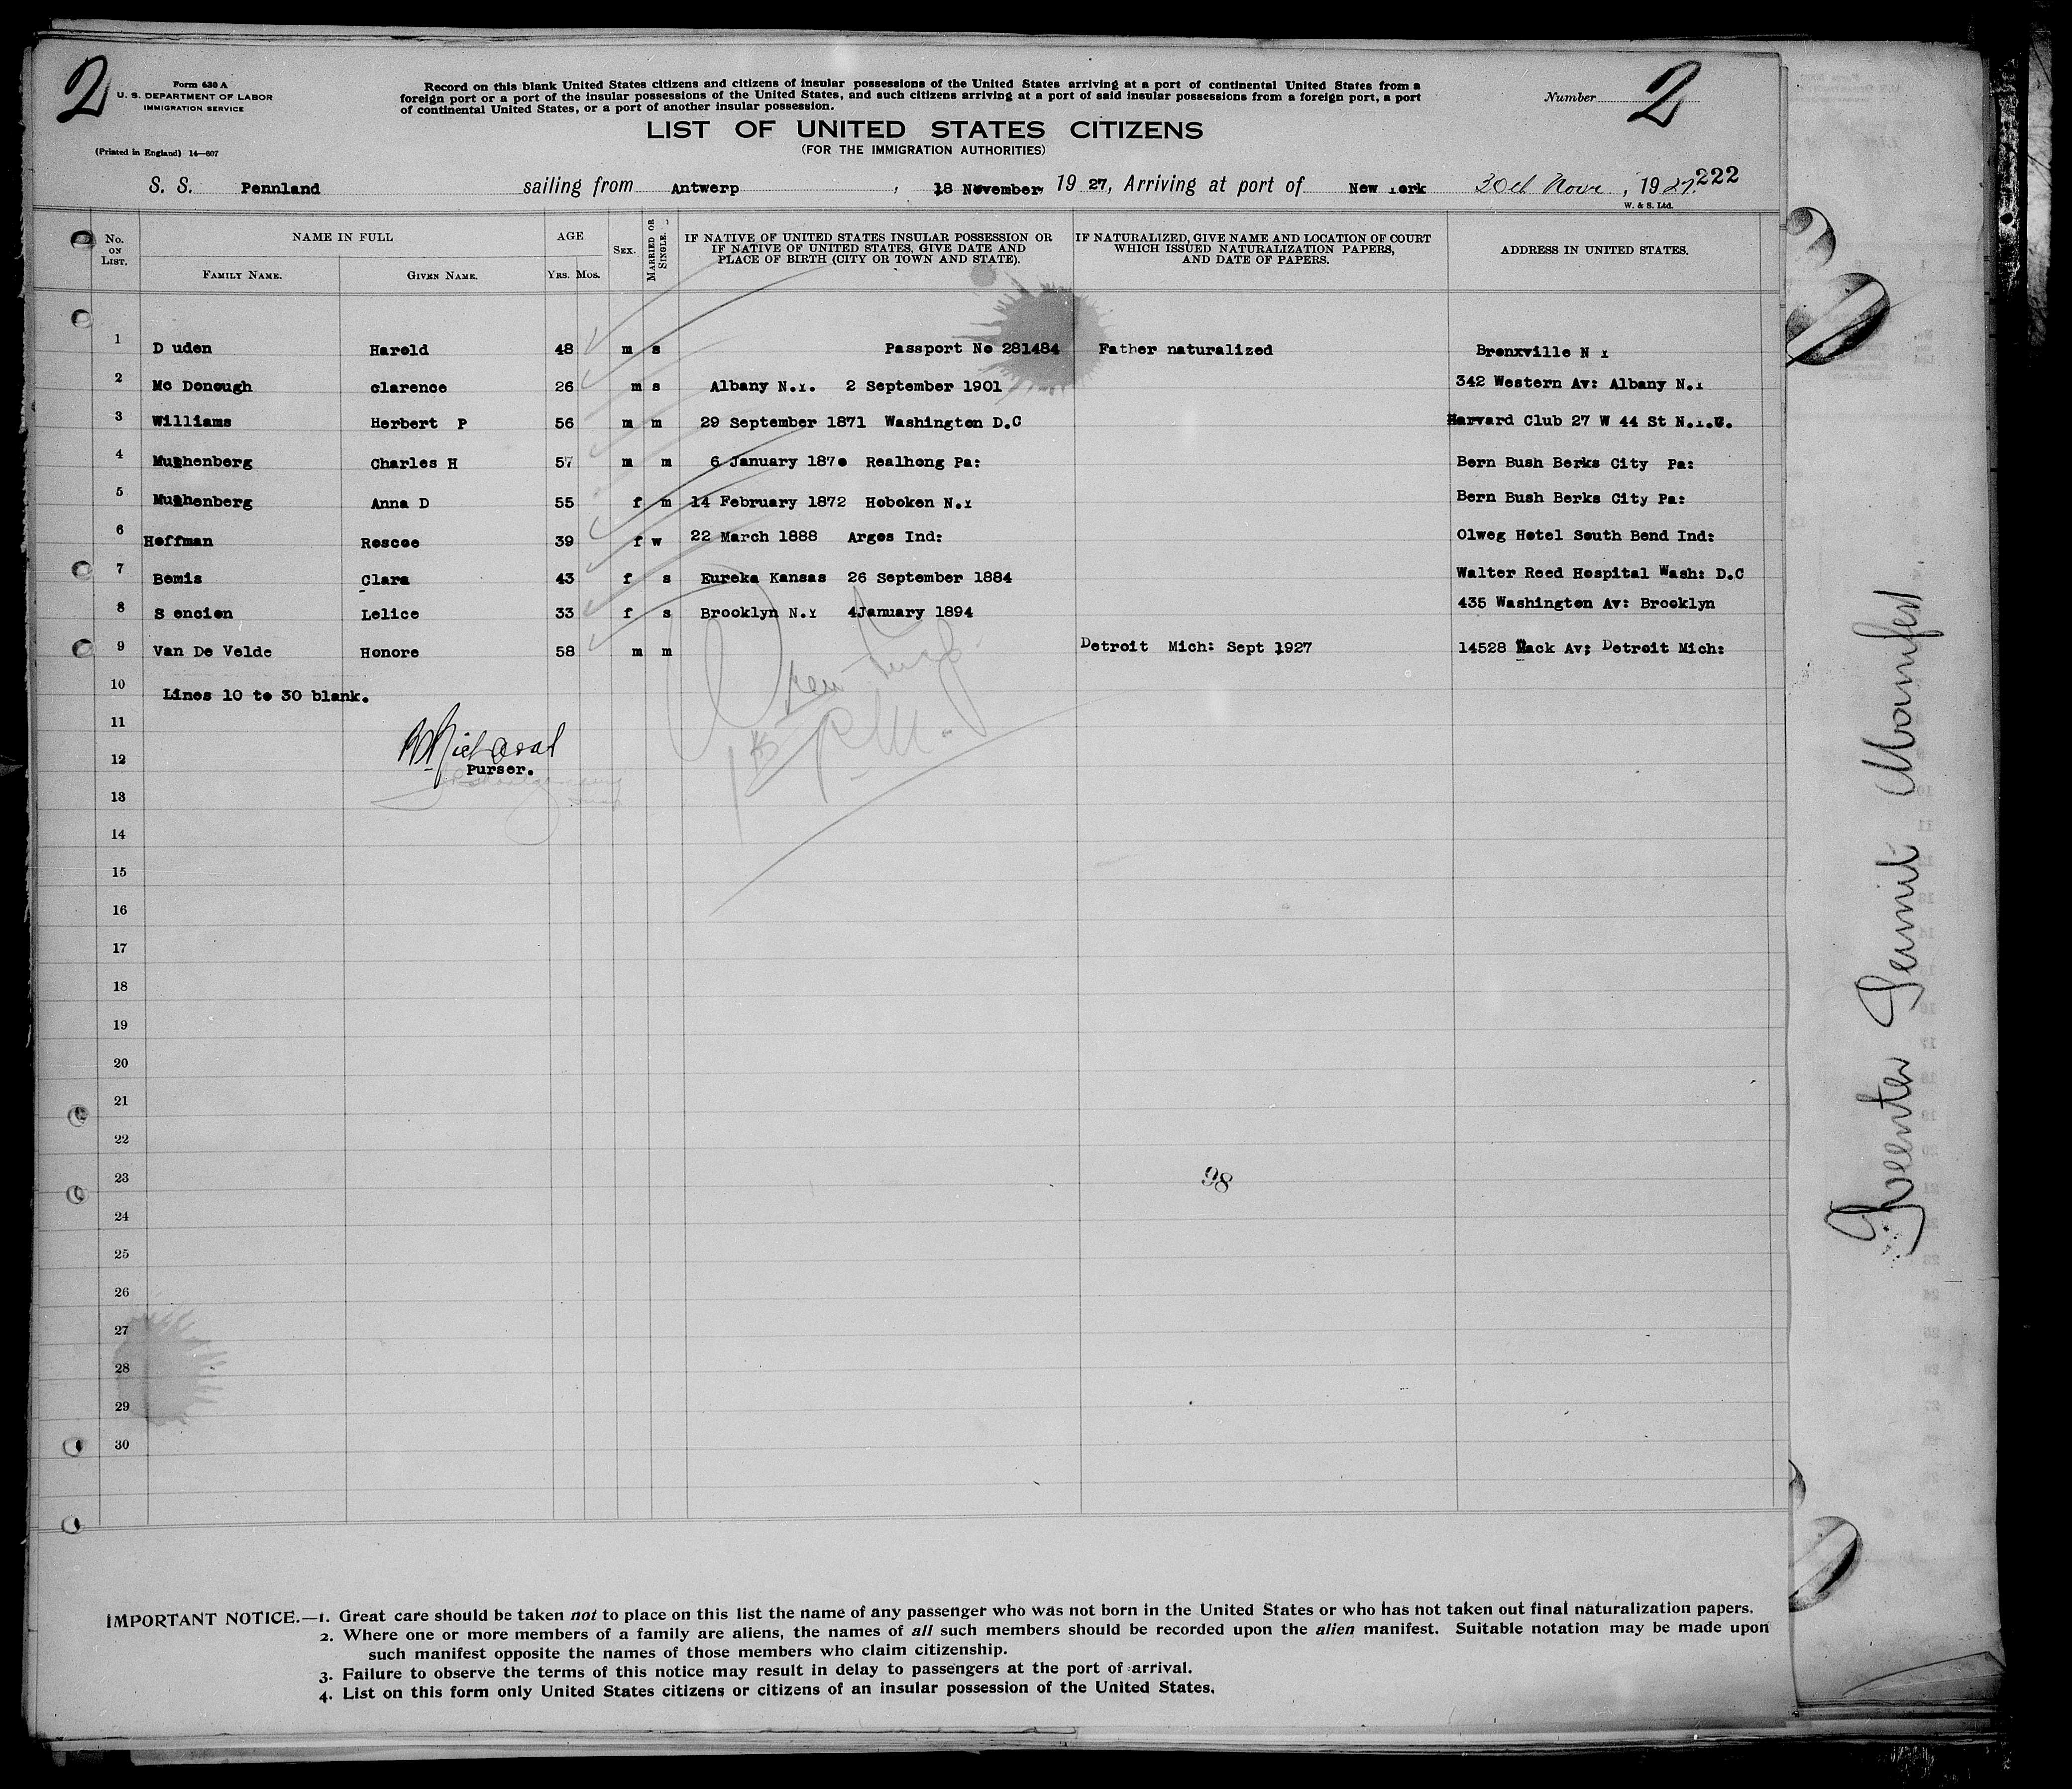 2
Form 630 A
U. S. DEPARTMENT OF LABOR
IMMIGRATION SERVICE
(Printed in England) 14—607
Record on this blank United States citizens and citizens of insular possessions of the United States arriving at a port of continental United States from a
foreign port or a port of the insular possessions of the United States, and such citizens arriving at a port of said insular possessions from a foreign port, a port
of continental United States, or a port of another insular possession.
Number 2
LIST OF UNITED STATES CITIZENS
(FOR THE IMMIGRATION AUTHORITIES)
S. S. Pennland sailing from Antwerp, 18 November, 19 27, Arriving at port of New York 30th Nov, 1927. 222
W. & S. Ltd.
No. ON LIST. NAME IN FULL AGE SEX. MARRIED OR SINGLE. IF NATIVE OF UNITED STATES INSULAR POSSESSION OR IF NATIVE OF UNITED STATES, GIVE DATE AND PLACE OF BIRTH (CITY OR TOWN AND STATE). IF NATURALIZED, GIVE NAME AND LOCATION OF COURT WHICH ISSUED NATURALIZATION PAPERS, AND DATE OF PAPERS. ADDRESS IN UNITED STATES.
FAMILY NAME. GIVEN NAME. YRS. MOS.
1 D uden Harold 48 m s Passport No 281484 Father naturalized Bronxville N Y
2 Mc Donough clarence 26 m s Albany N.Y. 2 September 1901 342 Western Av: Albany N.Y
3 Williams Herbert P 56 m m 29 September 1871 Washington D.C Harvard Club 27 W 44 St N.Y.C.
4 Muhhenberg Charles H 57 m m 6 January 1870 Realhong Pa: Bern Bush Berks City Pa:
5 Muhhenberg Anna D 55 f m 14 February 1872 Hoboken N.Y Bern Bush Berks City Pa:
6 Hoffman Roscoe 39 f w 22 March 1888 Argos Ind: Olweg Hotel South Bend Ind:
7 Bemis Clara 43 f s Eureka Kansas 26 September 1884 Walter Reed Hospital Wash: D.C
8 S encion Lelice 33 f s Brooklyn N.Y 4January 1894 435 Washington Av: Brooklyn
9 Van De Velde Honore 58 m m Detroit Mich: Sept 1927 14528 Mack Av; Detroit Mich:
10 Lines 10 to 30 blank.
11
12 Purser.
13
14
15
16
17
18
19
20
21
22
23 98
24
25
26
27
28
29
30
IMPORTANT NOTICE.—1. Great care should be taken not to place on this list the name of any passenger who was not born in the United States or who has not taken out final naturalization papers.
2. Where one or more members of a family are aliens, the names of all such members should be recorded upon the alien manifest. Suitable notation may be made upon
such manifest opposite the names of those members who claim citizenship.
3. Failure to observe the terms of this notice may result in delay to passengers at the port of arrival.
4. List on this form only United States citizens or citizens of an insular possession of the United States.
Reenter Permit Manifest